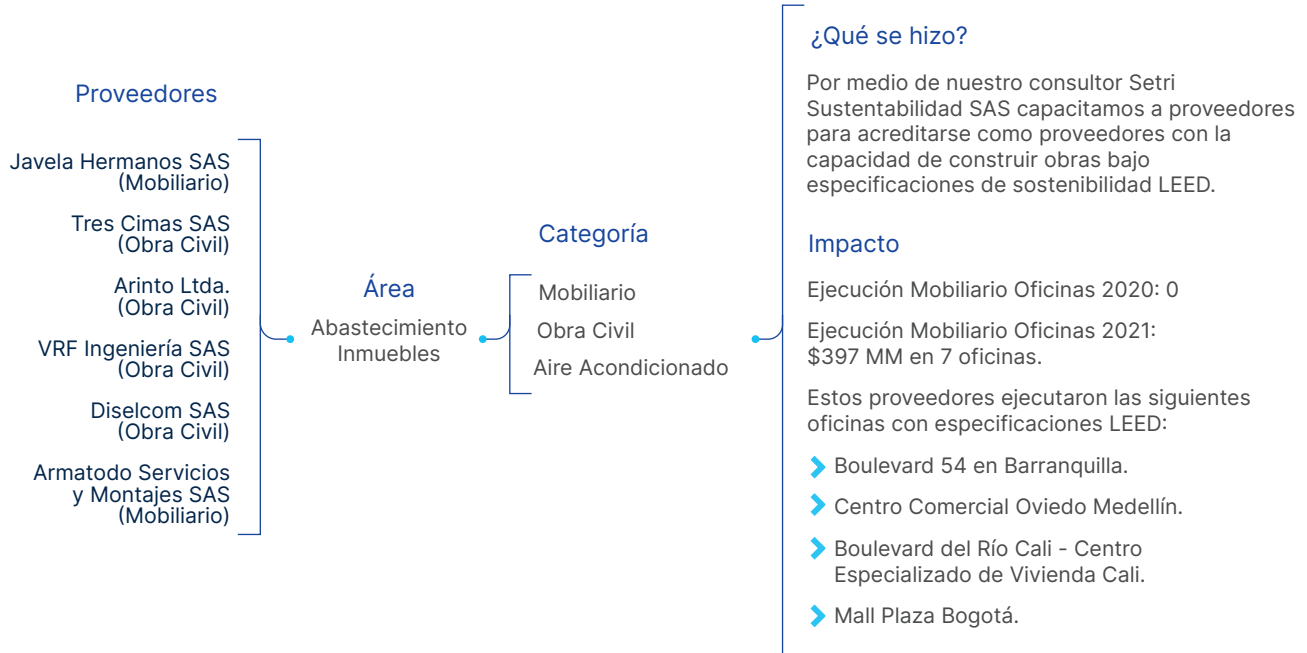 Proveedores
Javela Hermanos SAS
(Mobiliario)
Tres Cimas SAS
(Obra Civil)
Arinto Ltda.
(Obra Civil)
VRF Ingeniería SAS
(Obra Civil)
Diselcom SAS
(Obra Civil)
Armatodo Servicios
y Montajes SAS
(Mobiliario)
Área
Abastecimiento
Inmuebles
Categoría
Mobiliario
Obra Civil
Aire Acondicionado
¿Qué se hizo?
Por medio de nuestro consultor Setri
Sustentabilidad SAS capacitamos a proveedores
para acreditarse como proveedores con la
capacidad de construir obras bajo
especificaciones de sostenibilidad LEED.
Impacto
Ejecución Mobiliario Oficinas 2020: 0
Ejecución Mobiliario Oficinas 2021:
$397 MM en 7 oficinas.
Estos proveedores ejecutaron las siguientes
oficinas con especificaciones LEED:
Boulevard 54 en Barranquilla.
Centro Comercial Oviedo Medellín.
Boulevard del Río Cali - Centro
Especializado de Vivienda Cali.
Mall Plaza Bogotá.